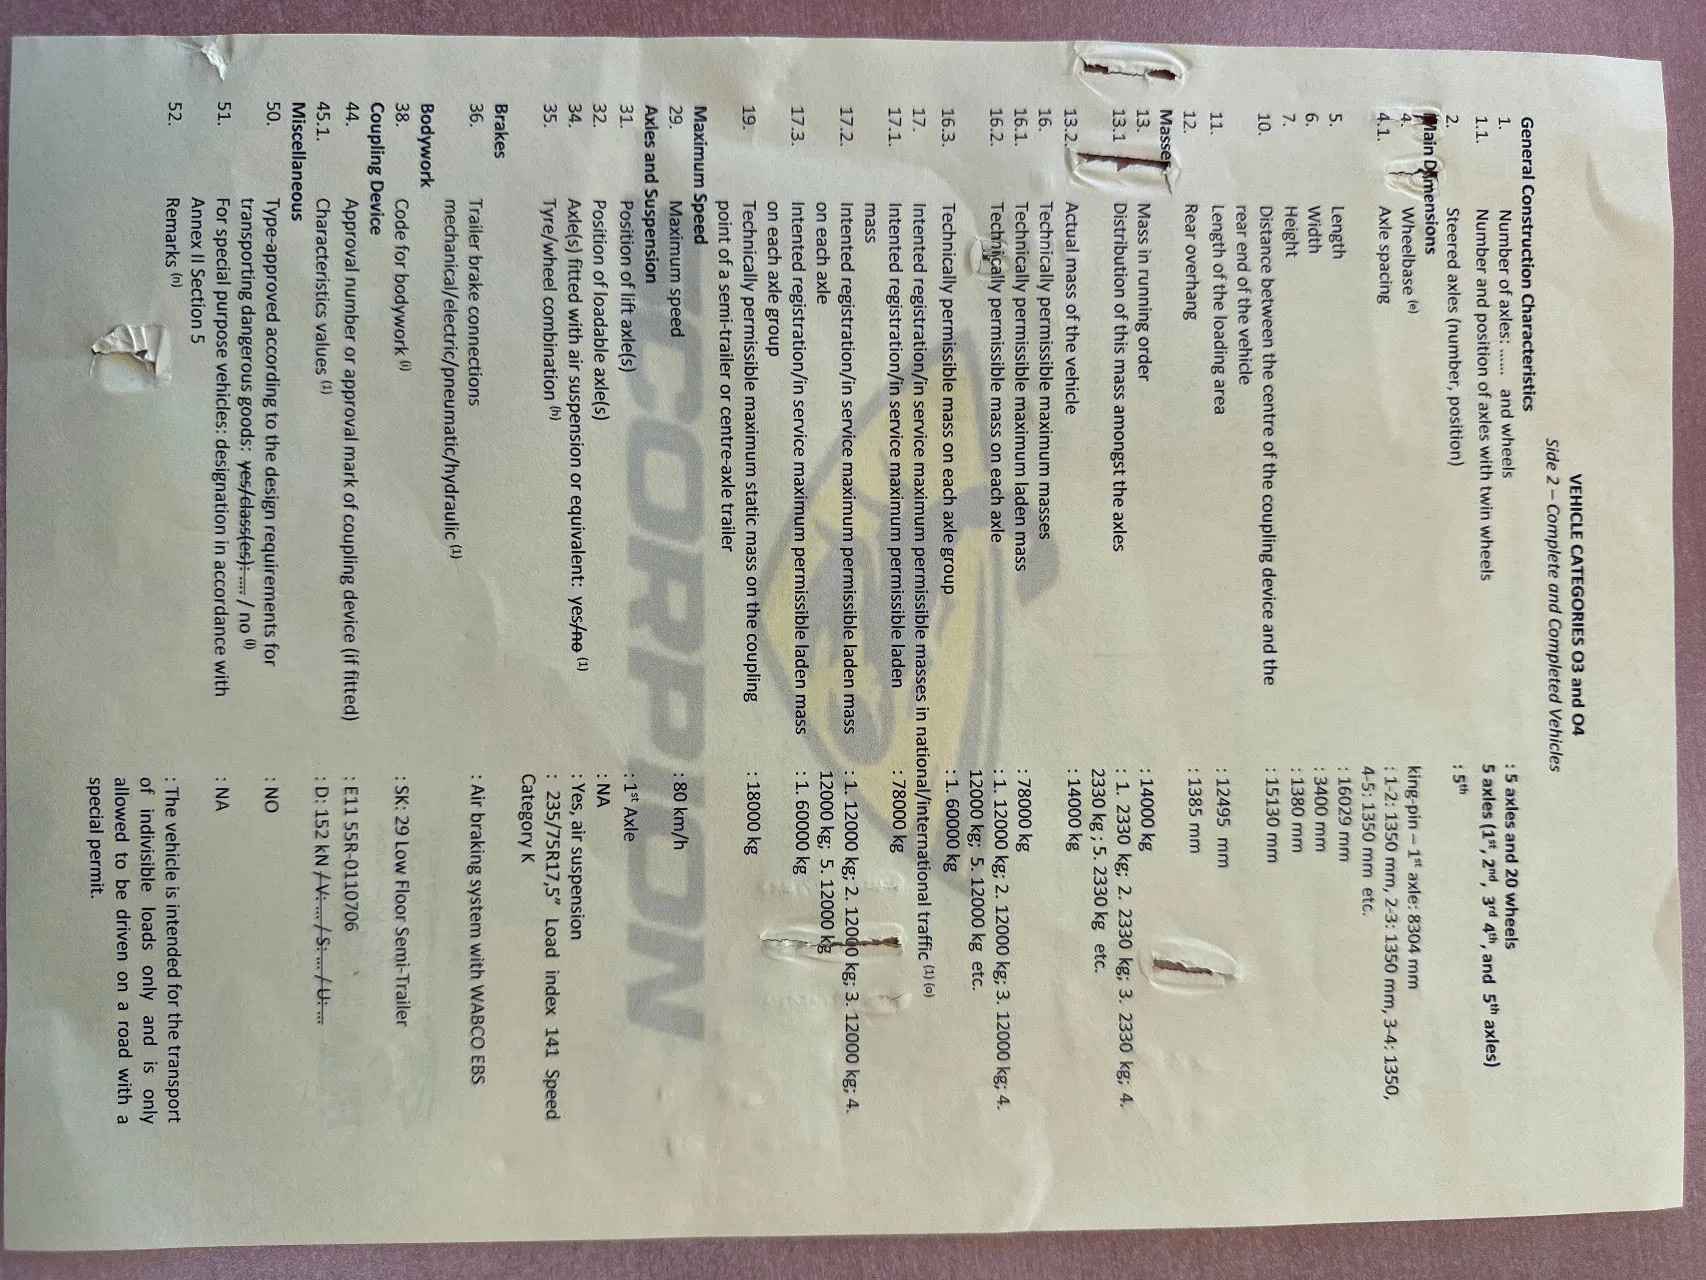 VEHICLE CATEGORIES O3 and O4
Side 2 – Complete and Completed Vehicles
General Construction Characteristics
1. Number of axles: ...... and wheels : 5 axles and 20 wheels
1.1. Number and position of axles with twin wheels 5 axles (1st, 2nd, 3rd 4th, and 5th axles)
2. Steered axles (number, position) : 5th
Main Dimensions
4. Wheelbase (e) king-pin – 1st axle: 8304 mm
4.1. Axle spacing : 1-2: 1350 mm, 2-3: 1350 mm, 3-4: 1350,
4-5: 1350 mm etc.
5. Length : 16029 mm
6. Width : 3400 mm
7. Height : 1380 mm
10. Distance between the centre of the coupling device and the : 15130 mm
rear end of the vehicle
11. Length of the loading area : 12495 mm
12. Rear overhang : 1385 mm
Masses
13. Mass in running order : 14000 kg
13.1 Distribution of this mass amongst the axles : 1. 2330 kg; 2. 2330 kg; 3. 2330 kg; 4.
2330 kg ; 5. 2330 kg etc.
13.2. Actual mass of the vehicle : 14000 kg
16. Technically permissible maximum masses
16.1. Technically permissible maximum laden mass : 78000 kg
16.2. Technically permissible mass on each axle : 1. 12000 kg; 2. 12000 kg; 3. 12000 kg; 4.
12000 kg; 5. 12000 kg etc.
16.3. Technically permissible mass on each axle group : 1. 60000 kg
17. Intented registration/in service maximum permissible masses in national/international traffic (1) (o)
17.1. Intented registration/in service maximum permissible laden : 78000 kg
mass
17.2. Intented registration/in service maximum permissible laden mass : 1. 12000 kg; 2. 12000 kg; 3. 12000 kg; 4.
on each axle 12000 kg; 5. 12000 kg
17.3. Intented registration/in service maximum permissible laden mass : 1. 60000 kg
on each axle group
19. Technically permissible maximum static mass on the coupling : 18000 kg
point of a semi-trailer or centre-axle trailer
Maximum Speed
29. Maximum speed : 80 km/h
Axles and Suspension
31. Position of lift axle(s) : 1st Axle
32. Position of loadable axle(s) : NA
34. Axle(s) fitted with air suspension or equivalent: yes/no (1) : Yes, air suspension
35. Tyre/wheel combination (h) : 235/75R17,5" Load index 141 Speed
Category K
Brakes
36. Trailer brake connections : Air braking system with WABCO EBS
mechanical/electric/pneumatic/hydraulic (1)
Bodywork
38. Code for bodywork (i) : SK: 29 Low Floor Semi-Trailer
Coupling Device
44. Approval number or approval mark of coupling device (if fitted) : E11 55R-0110706
45.1. Characteristics values (1) : D: 152 kN / V: ... / S: ... / U: ...
Miscellaneous
50. Type-approved according to the design requirements for : NO
transporting dangerous goods: yes/class(es): .... / no (l)
51. For special purpose vehicles: designation in accordance with : NA
Annex II Section 5
52. Remarks (n) : The vehicle is intended for the transport
of indivisible loads only and is only
allowed to be driven on a road with a
special permit.
SCORPION